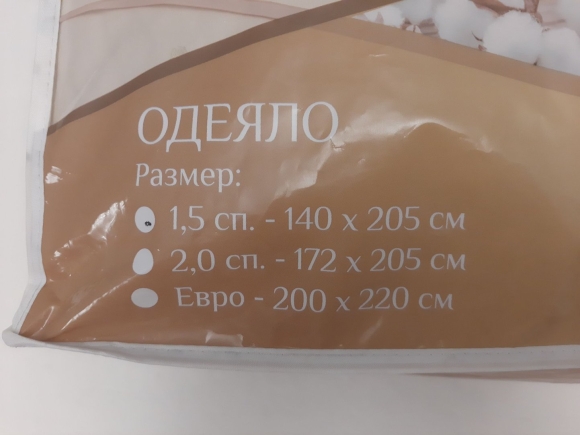 ОДЕЯЛО
Размер:
1,5 сп. - 140 х 205 см
2,0 сп. - 172 х 205 см
Евро - 200 х 220 см